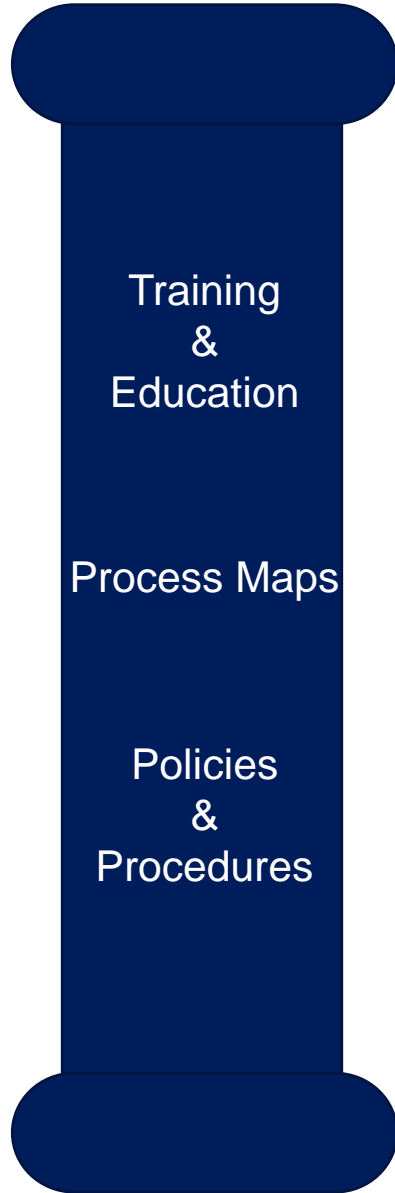 Training
&
Education
Process Maps
Policies
&
Procedures